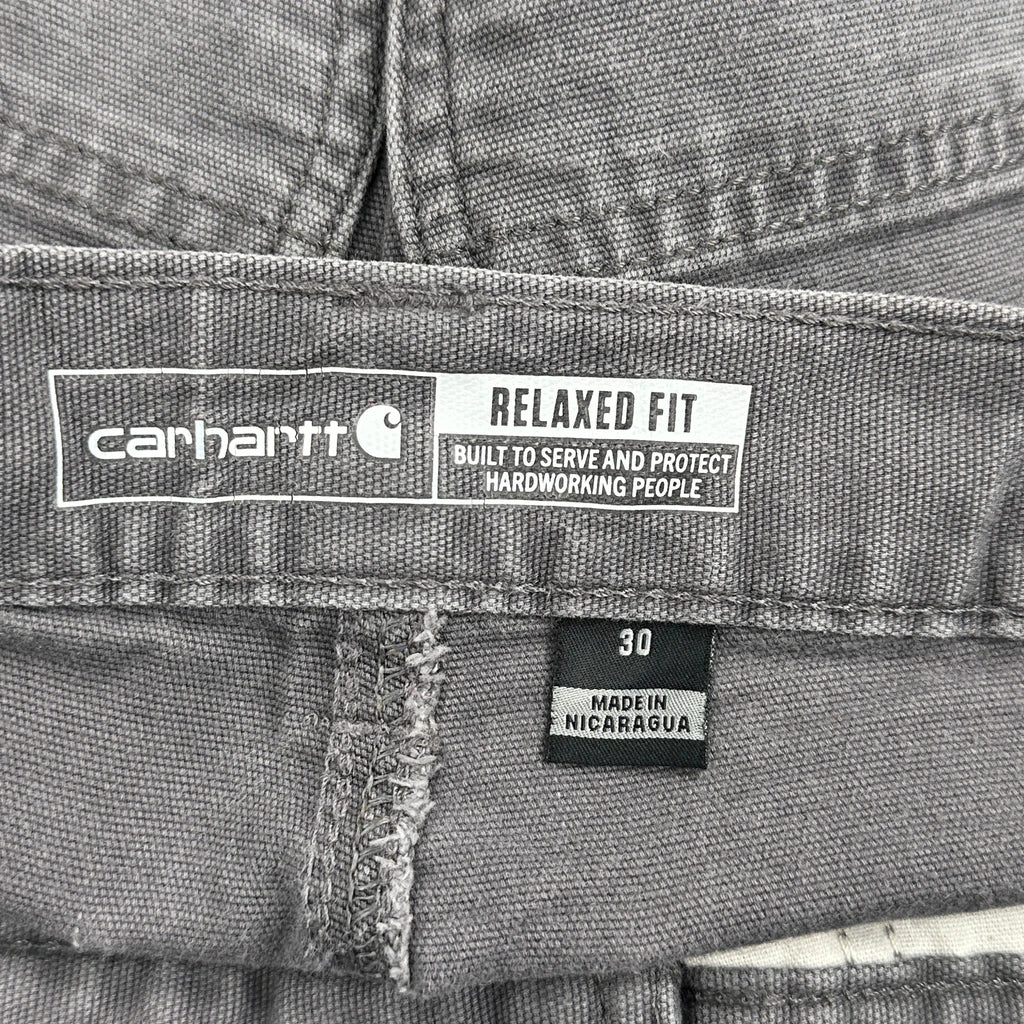 carhartt
RELAXED FIT
BUILT TO SERVE AND PROTECT
HARDWORKING PEOPLE
30
MADE IN
NICARAGUA